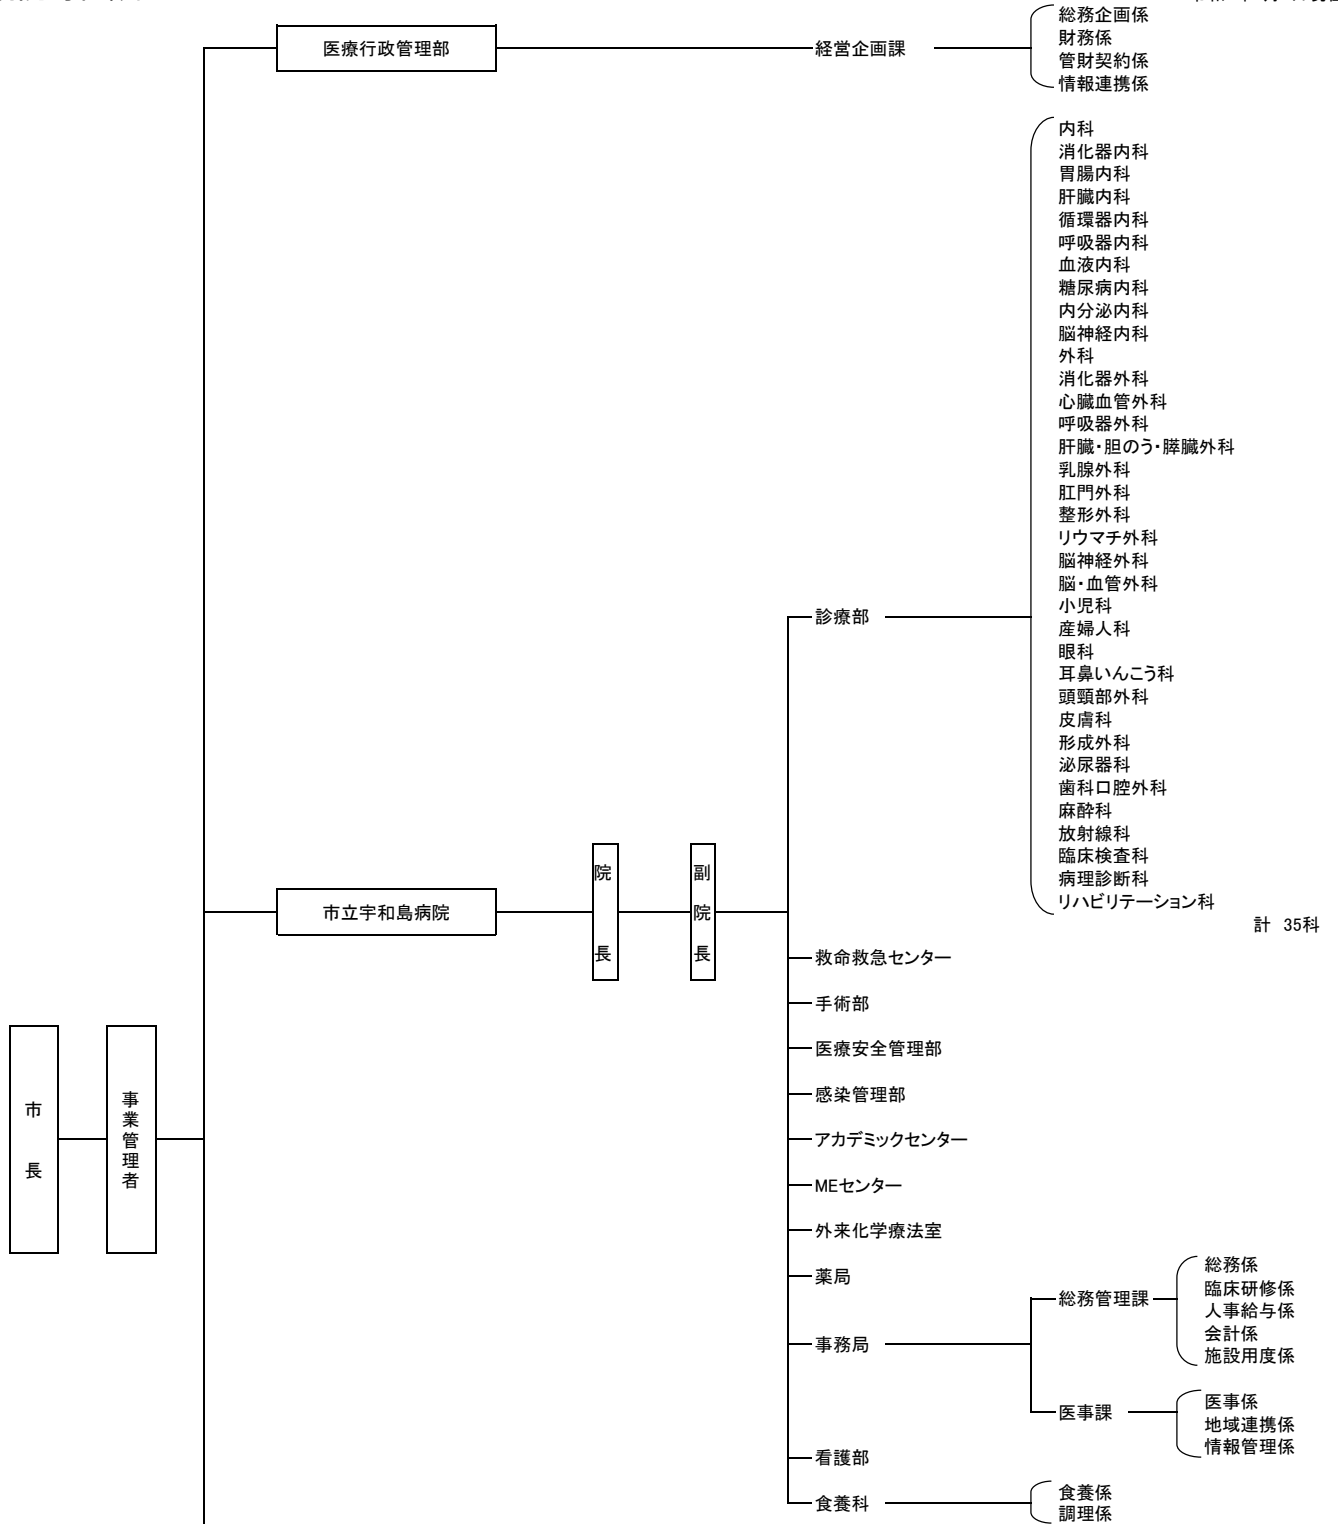 医療行政管理部
経営企画課
総務企画係
財務係
管財契約係
情報連携係
内科
消化器内科
胃腸内科
肝臓内科
循環器内科
呼吸器内科
血液内科
糖尿病内科
内分泌内科
脳神経内科
外科
消化器外科
心臓血管外科
呼吸器外科
肝臓・胆のう・膵臓外科
乳腺外科
肛門外科
整形外科
リウマチ外科
脳神経外科
脳・血管外科
小児科
産婦人科
眼科
耳鼻いんこう科
頭頸部外科
皮膚科
形成外科
泌尿器科
歯科口腔外科
麻酔科
放射線科
臨床検査科
病理診断科
リハビリテーション科
計 35科
診療部
市立宇和島病院
院長
副院長
救命救急センター
手術部
医療安全管理部
感染管理部
市長
事業管理者
アカデミックセンター
MEセンター
外来化学療法室
薬局
事務局
総務管理課
総務係
臨床研修係
人事給与係
会計係
施設用度係
医事課
医事係
地域連携係
情報管理係
看護部
食養科
食養係
調理係